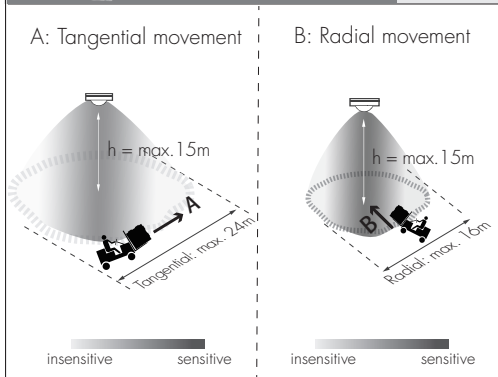 A: Tangential movement
h = max.15m
A
Tangential: max. 24m
insensitive sensitive
B: Radial movement
h = max.15m
B
Radial: max. 16m
insensitive sensitive